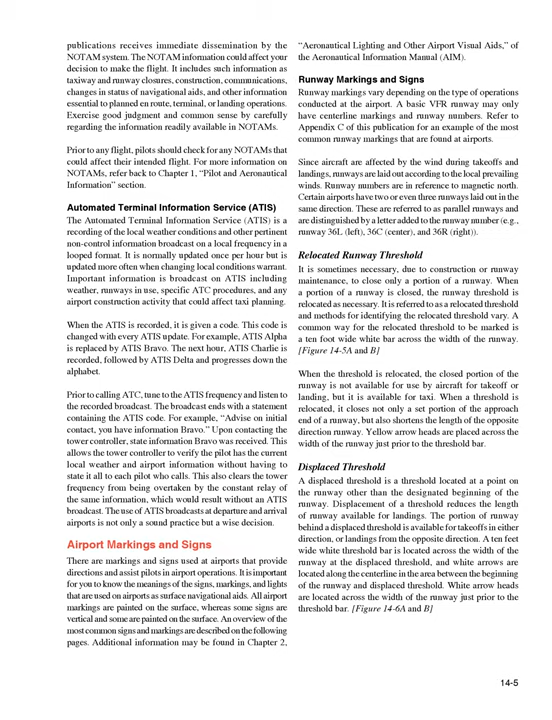 publications receives immediate dissemination by the
NOTAM system. The NOTAM information could affect your
decision to make the flight. It includes such information as
taxiway and runway closures, construction, communications,
changes in status of navigational aids, and other information
essential to planned en route, terminal, or landing operations.
Exercise good judgment and common sense by carefully
regarding the information readily available in NOTAMs.
Prior to any flight, pilots should check for any NOTAMs that
could affect their intended flight. For more information on
NOTAMs, refer back to Chapter 1, “Pilot and Aeronautical
Information” section.
Automated Terminal Information Service (ATIS)
The Automated Terminal Information Service (ATIS) is a
recording of the local weather conditions and other pertinent
non-control information broadcast on a local frequency in a
looped format. It is normally updated once per hour but is
updated more often when changing local conditions warrant.
Important information is broadcast on ATIS including
weather, runways in use, specific ATC procedures, and any
airport construction activity that could affect taxi planning.
When the ATIS is recorded, it is given a code. This code is
changed with every ATIS update. For example, ATIS Alpha
is replaced by ATIS Bravo. The next hour, ATIS Charlie is
recorded, followed by ATIS Delta and progresses down the
alphabet.
Prior to calling ATC, tune to the ATIS frequency and listen to
the recorded broadcast. The broadcast ends with a statement
containing the ATIS code. For example, “Advise on initial
contact, you have information Bravo.” Upon contacting the
tower controller, state information Bravo was received. This
allows the tower controller to verify the pilot has the current
local weather and airport information without having to
state it all to each pilot who calls. This also clears the tower
frequency from being overtaken by the constant relay of
the same information, which would result without an ATIS
broadcast. The use of ATIS broadcasts at departure and arrival
airports is not only a sound practice but a wise decision.
Airport Markings and Signs
There are markings and signs used at airports that provide
directions and assist pilots in airport operations. It is important
for you to know the meanings of the signs, markings, and lights
that are used on airports as surface navigational aids. All airport
markings are painted on the surface, whereas some signs are
vertical and some are painted on the surface. An overview of the
most common signs and markings are described on the following
pages. Additional information may be found in Chapter 2,
“Aeronautical Lighting and Other Airport Visual Aids,” of
the Aeronautical Information Manual (AIM).
Runway Markings and Signs
Runway markings vary depending on the type of operations
conducted at the airport. A basic VFR runway may only
have centerline markings and runway numbers. Refer to
Appendix C of this publication for an example of the most
common runway markings that are found at airports.
Since aircraft are affected by the wind during takeoffs and
landings, runways are laid out according to the local prevailing
winds. Runway numbers are in reference to magnetic north.
Certain airports have two or even three runways laid out in the
same direction. These are referred to as parallel runways and
are distinguished by a letter added to the runway number (e.g.,
runway 36L (left), 36C (center), and 36R (right)).
Relocated Runway Threshold
It is sometimes necessary, due to construction or runway
maintenance, to close only a portion of a runway. When
a portion of a runway is closed, the runway threshold is
relocated as necessary. It is referred to as a relocated threshold
and methods for identifying the relocated threshold vary. A
common way for the relocated threshold to be marked is
a ten foot wide white bar across the width of the runway.
[Figure 14-5A and B]
When the threshold is relocated, the closed portion of the
runway is not available for use by aircraft for takeoff or
landing, but it is available for taxi. When a threshold is
relocated, it closes not only a set portion of the approach
end of a runway, but also shortens the length of the opposite
direction runway. Yellow arrow heads are placed across the
width of the runway just prior to the threshold bar.
Displaced Threshold
A displaced threshold is a threshold located at a point on
the runway other than the designated beginning of the
runway. Displacement of a threshold reduces the length
of runway available for landings. The portion of runway
behind a displaced threshold is available for takeoffs in either
direction, or landings from the opposite direction. A ten feet
wide white threshold bar is located across the width of the
runway at the displaced threshold, and white arrows are
located along the centerline in the area between the beginning
of the runway and displaced threshold. White arrow heads
are located across the width of the runway just prior to the
threshold bar. [Figure 14-6A and B]
14-5